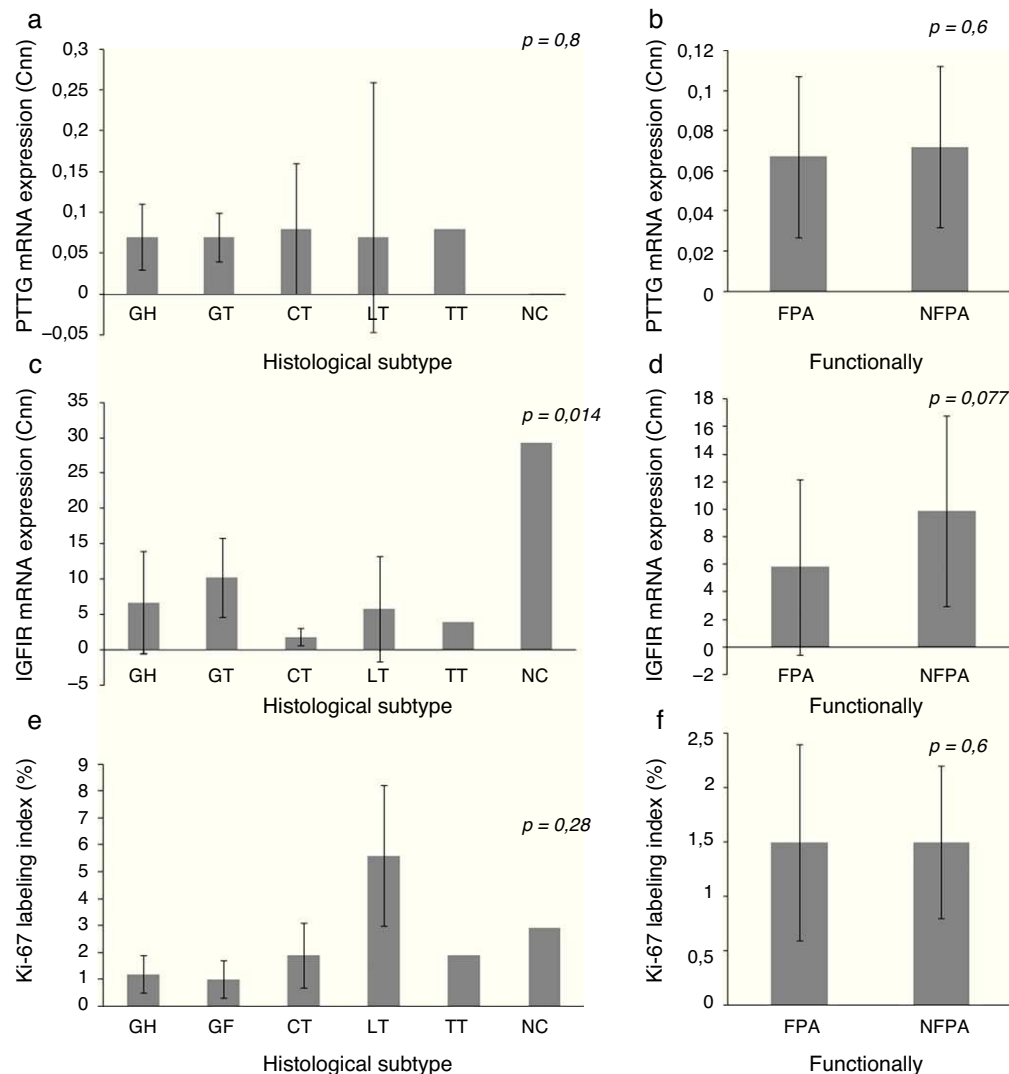 a
p = 0,8
PTTG mRNA expression (Cnn)
0,3
0,25
0,2
0,15
0,1
0,05
0
−0,05
GH GT CT LT TT NC
Histological subtype
b
p = 0,6
PTTG mRNA expression (Cnn)
0,12
0,1
0,08
0,06
0,04
0,02
0
FPA NFPA
Functionally
c
p = 0,014
IGFIR mRNA expression (Cnn)
35
30
25
20
15
10
5
0
−5
GH GT CT LT TT NC
Histological subtype
d
p = 0,077
IGFIR mRNA expression (Cnn)
18
16
14
12
10
8
6
4
2
0
−2
FPA NFPA
Functionally
e
p = 0,28
Ki-67 labeling index (%)
9
8
7
6
5
4
3
2
1
0
GH GF CT LT TT NC
Histological subtype
f
p = 0,6
Ki-67 labeling index (%)
2,5
2
1,5
1
0,5
0
FPA NFPA
Functionally